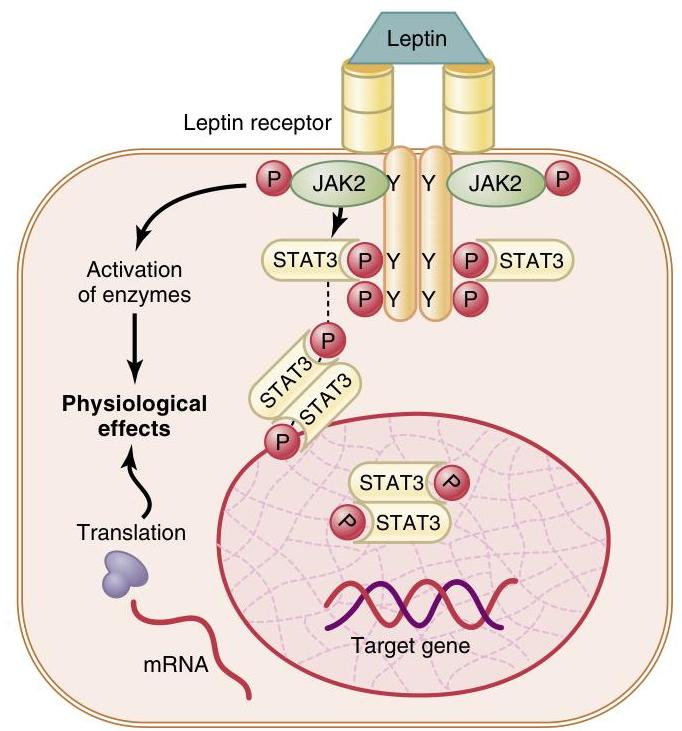 Leptin
Leptin receptor
P JAK2 Y Y JAK2 P
STAT3 P Y Y P STAT3
P Y Y P
Activation
of enzymes
P
STAT3
STAT3
P
Physiological
effects
STAT3 P
P STAT3
Translation
Target gene
mRNA